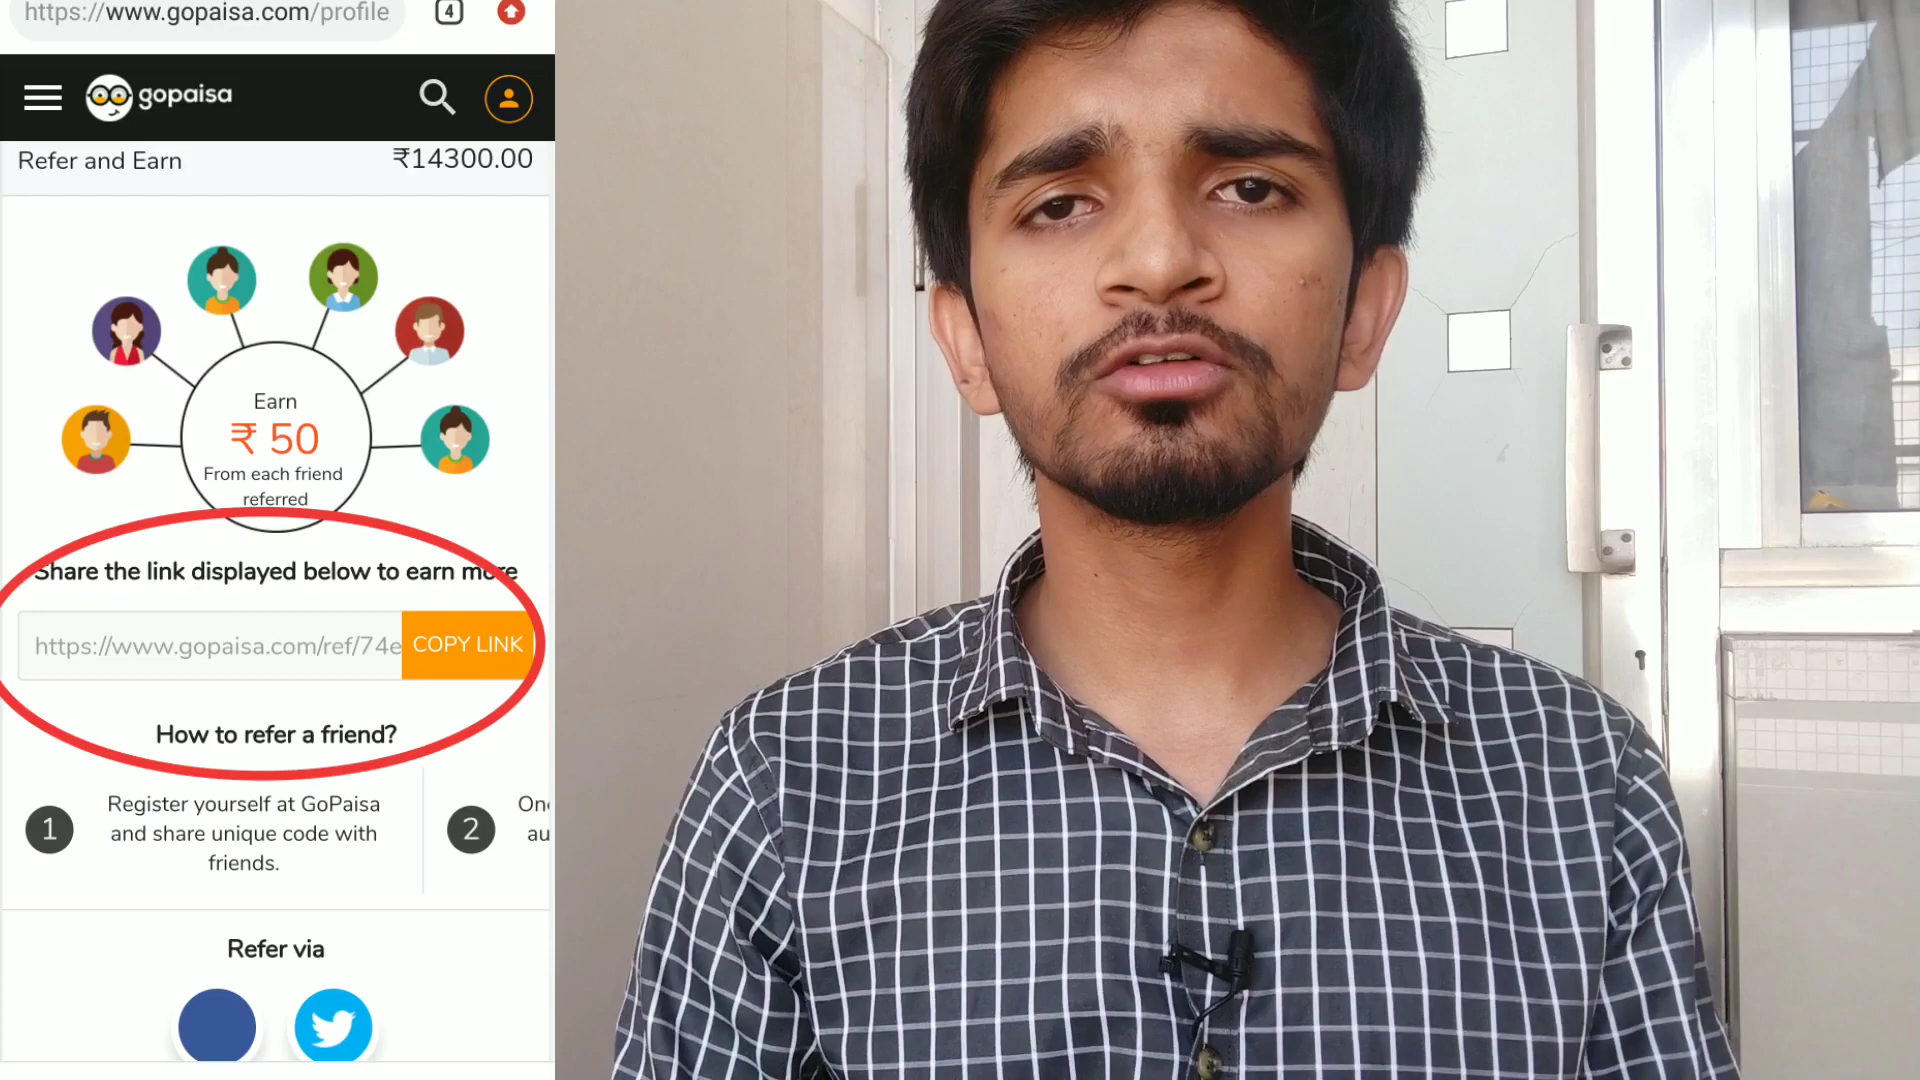 https://www.gopaisa.com/profile
4
gopaisa
Refer and Earn
₹14300.00
Earn
₹ 50
From each friend
referred
Share the link displayed below to earn more
https://www.gopaisa.com/ref/74e
COPY LINK
How to refer a friend?
1
Register yourself at GoPaisa
and share unique code with
friends.
2
Refer via